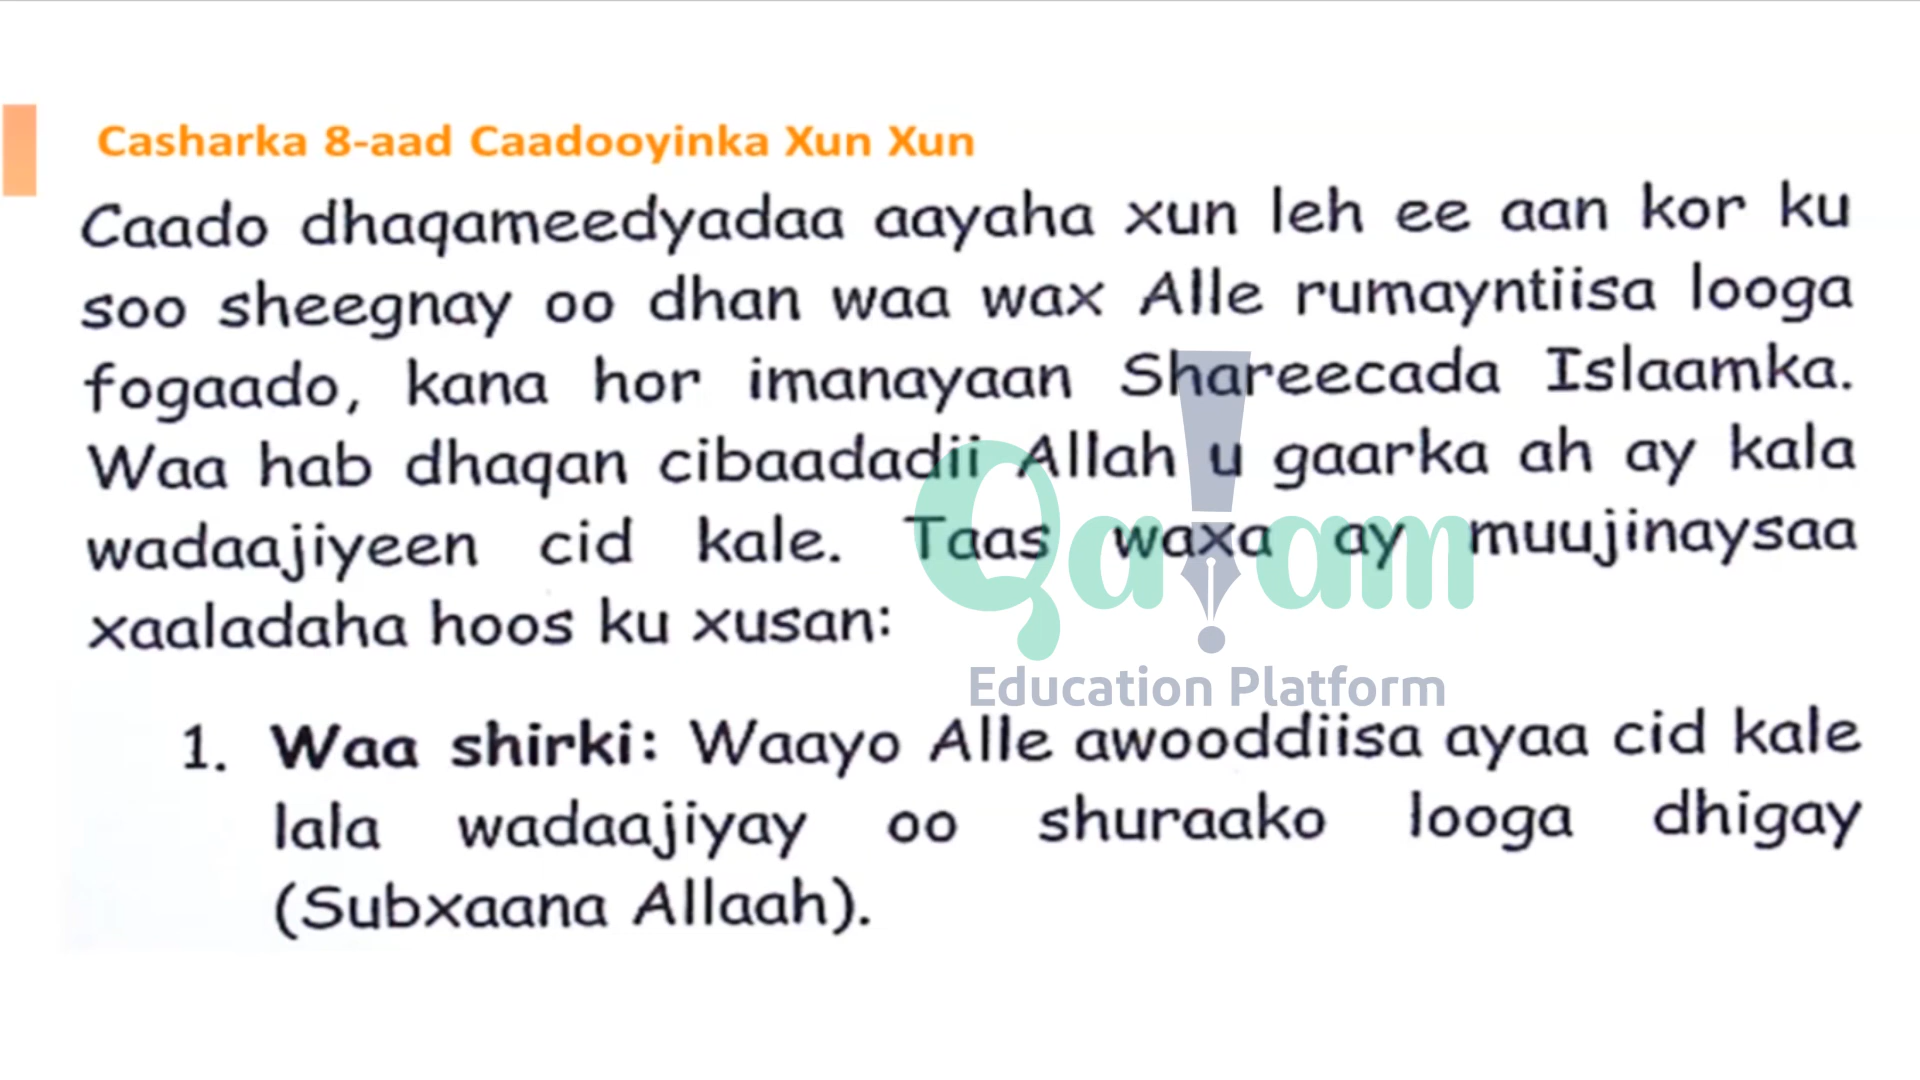 Casharka 8-aad Caadooyinka Xun Xun
Caado dhaqameedyadaa aayaha xun leh ee aan kor ku
soo sheegnay oo dhan waa wax Alle rumayntiisa looga
fogaado, kana hor imanayaan Shareecada Islaamka.
Waa hab dhaqan cibaadadii Allah u gaarka ah ay kala
wadaajiyeen cid kale. Taas waxa ay muujinaysaa
xaaladaha hoos ku xusan:
Qalam
Education Platform
1. Waa shirki: Waayo Alle awooddiisa ayaa cid kale
lala wadaajiyay oo shuraako looga dhigay
(Subxaana Allaah).